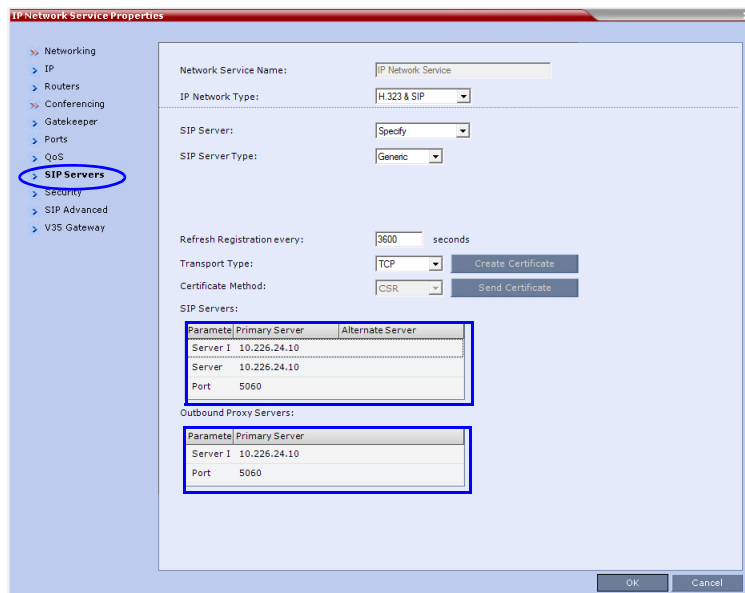 IP Network Service Properties
Networking
IP
Routers
Conferencing
Gatekeeper
Ports
QoS
SIP Servers
Security
SIP Advanced
V35 Gateway
Network Service Name: IP Network Service
IP Network Type: H.323 & SIP
SIP Server: Specify
SIP Server Type: Generic
Refresh Registration every: 3600 seconds
Transport Type: TCP Create Certificate
Certificate Method: CSR Send Certificate
SIP Servers:
Paramete Primary Server Alternate Server
Server I 10.226.24.10
Server 10.226.24.10
Port 5060
Outbound Proxy Servers:
Paramete Primary Server
Server I 10.226.24.10
Port 5060
OK Cancel